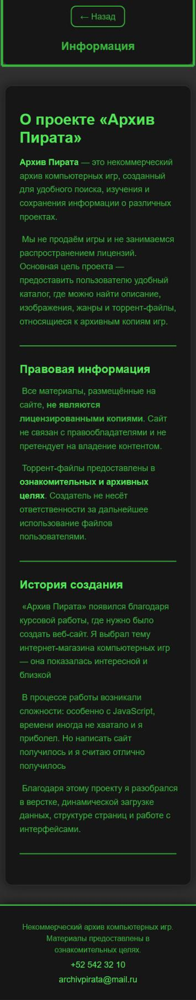 ← Назад
Информация
О проекте «Архив
Пирата»
Архив Пирата — это некоммерческий
архив компьютерных игр, созданный
для удобного поиска, изучения и
сохранения информации о различных
проектах.
Мы не продаём игры и не занимаемся
распространением лицензий.
Основная цель проекта —
предоставить пользователю удобный
каталог, где можно найти описание,
изображения, жанры и торрент-файлы,
относящиеся к архивным копиям игр.
Правовая информация
Все материалы, размещённые на
сайте, не являются
лицензированными копиями. Сайт
не связан с правообладателями и не
претендует на владение контентом.
Торрент-файлы предоставлены в
ознакомительных и архивных
целях. Создатель не несёт
ответственности за дальнейшее
использование файлов
пользователями.
История создания
«Архив Пирата» появился благодаря
курсовой работы, где нужно было
создать веб-сайт. Я выбрал тему
интернет-магазина компьютерных игр
— она показалась интересной и
близкой
В процессе работы возникали
сложности: особенно с JavaScript,
времени иногда не хватало и я
приболел. Но написать сайт
получилось и я считаю отлично
получилось
Благодаря этому проекту я разобрался
в верстке, динамической загрузке
данных, структуре страниц и работе с
интерфейсами.
Некоммерческий архив компьютерных игр.
Материалы предоставлены в
ознакомительных целях.
+52 542 32 10
archivpirata@mail.ru